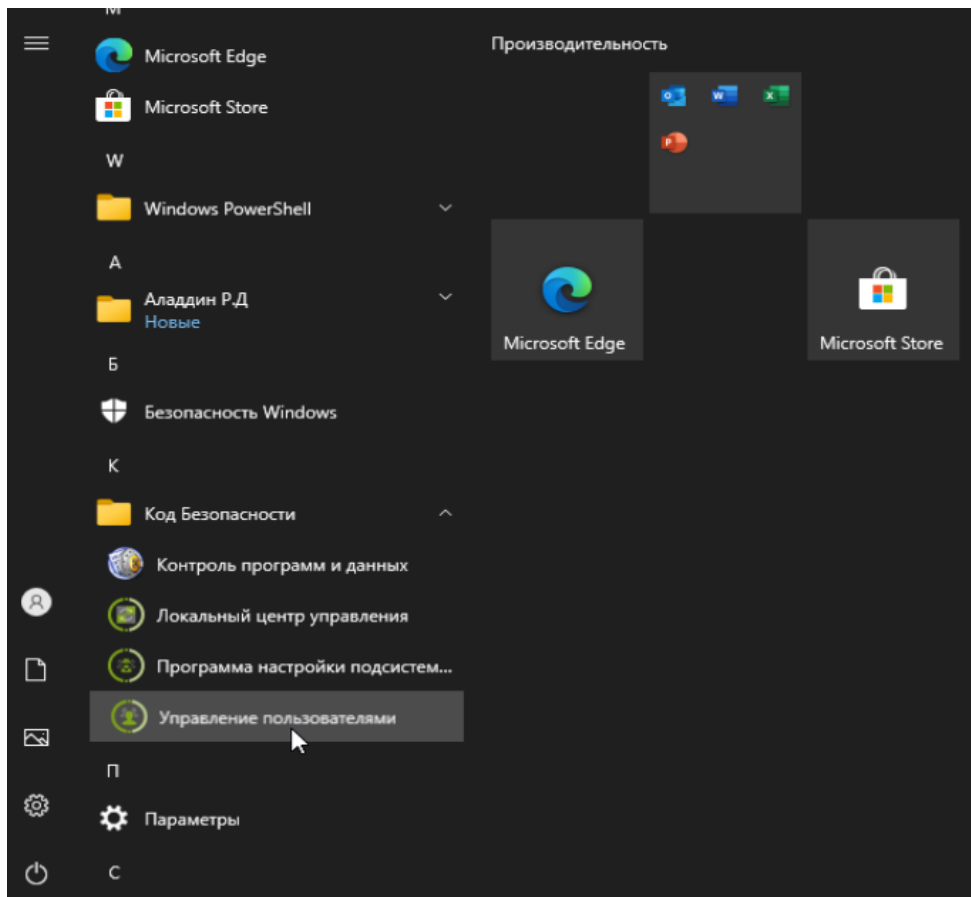 M
Microsoft Edge
Microsoft Store
W
Windows PowerShell
А
Аладдин Р.Д
Новые
Б
Безопасность Windows
К
Код Безопасности
Контроль программ и данных
Локальный центр управления
Программа настройки подсистем...
Управление пользователями
П
Параметры
С
Производительность
Microsoft Edge
Microsoft Store